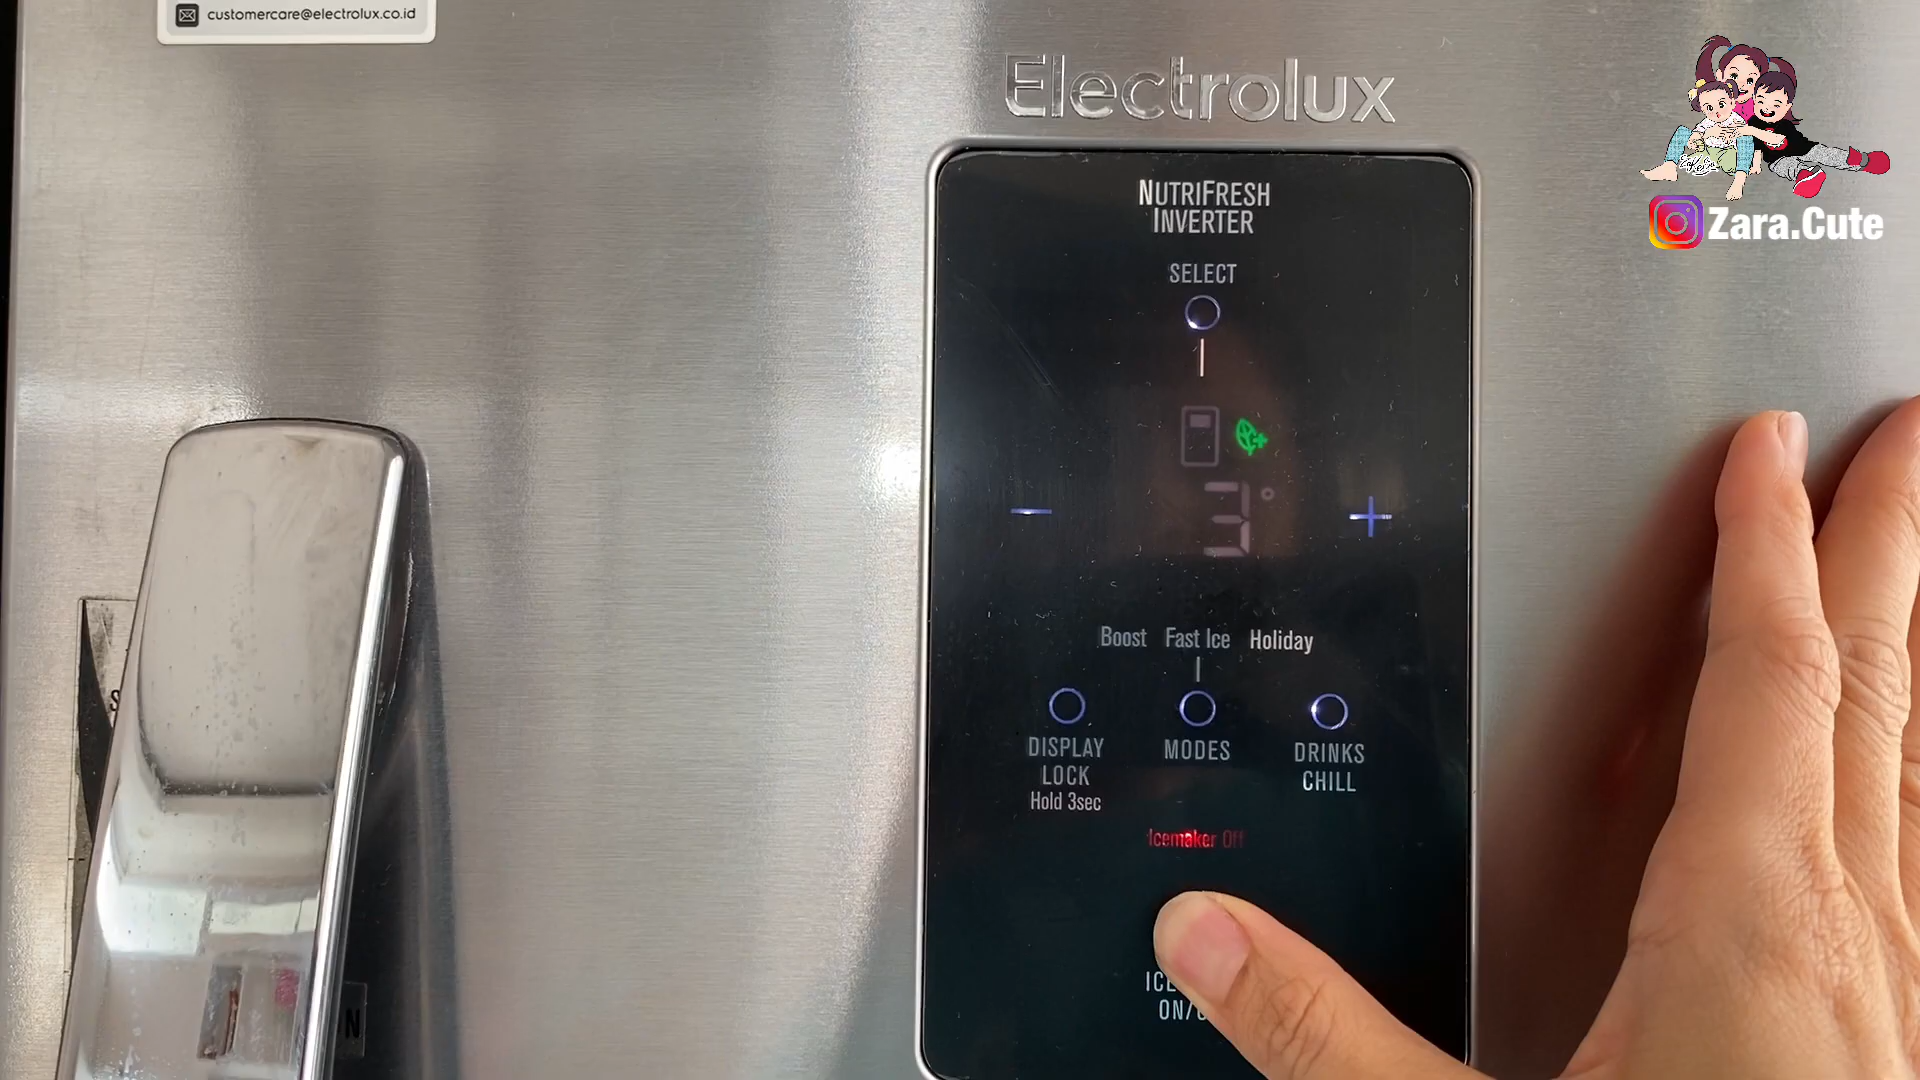 customercare@electrolux.co.id
Electrolux
Zara.Cute
NUTRIFRESH
INVERTER
SELECT
3°
Boost Fast Ice Holiday
DISPLAY
LOCK
Hold 3sec
MODES
DRINKS
CHILL
Icemaker Off
ICE
ON/